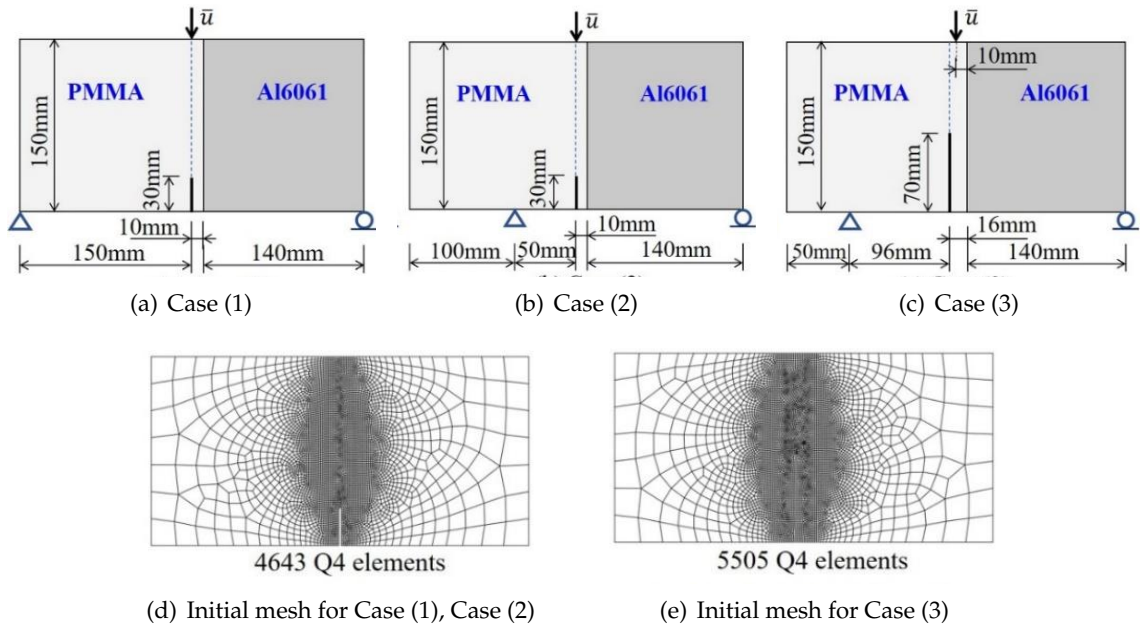 ū
PMMA
Al6061
150mm
30mm
10mm
150mm
140mm
(a) Case (1)
ū
PMMA
Al6061
150mm
30mm
10mm
100mm
50mm
140mm
(b) Case (2)
ū
10mm
PMMA
Al6061
150mm
70mm
16mm
50mm
96mm
140mm
(c) Case (3)
4643 Q4 elements
5505 Q4 elements
(d) Initial mesh for Case (1), Case (2)
(e) Initial mesh for Case (3)